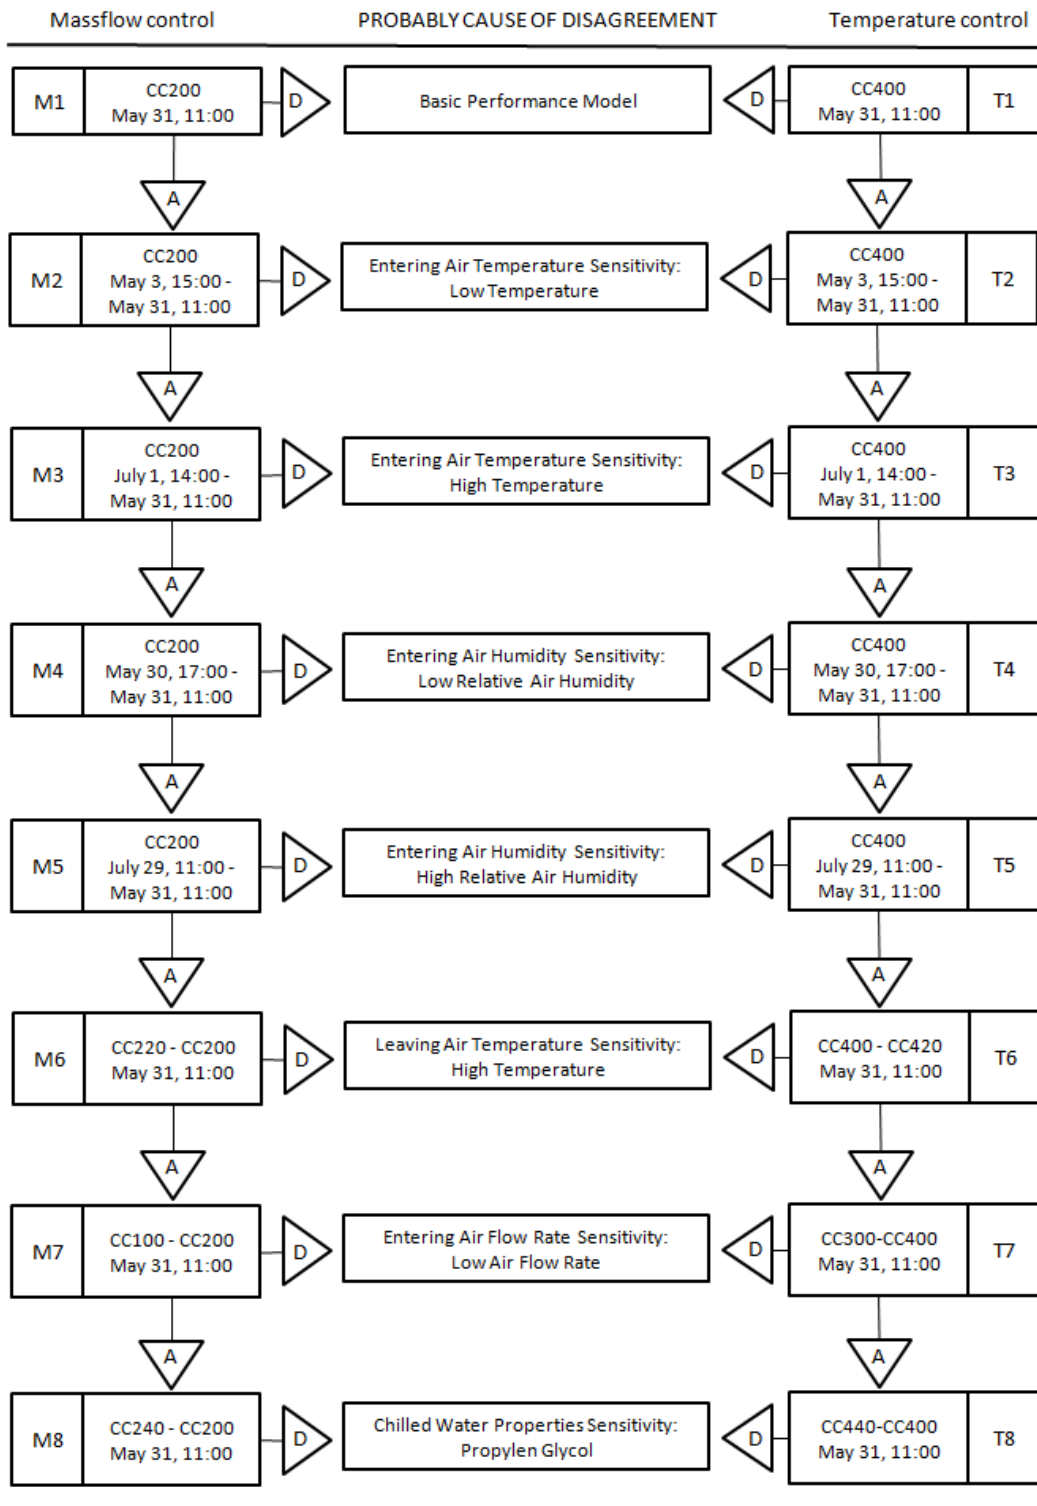 Massflow control PROBABLY CAUSE OF DISAGREEMENT Temperature control
M1
CC200
May 31, 11:00
D
Basic Performance Model
D
CC400
May 31, 11:00
T1
A
A
M2
CC200
May 3, 15:00 -
May 31, 11:00
D
Entering Air Temperature Sensitivity:
Low Temperature
D
CC400
May 3, 15:00 -
May 31, 11:00
T2
A
A
M3
CC200
July 1, 14:00 -
May 31, 11:00
D
Entering Air Temperature Sensitivity:
High Temperature
D
CC400
July 1, 14:00 -
May 31, 11:00
T3
A
A
M4
CC200
May 30, 17:00 -
May 31, 11:00
D
Entering Air Humidity Sensitivity:
Low Relative Air Humidity
D
CC400
May 30, 17:00 -
May 31, 11:00
T4
A
A
M5
CC200
July 29, 11:00 -
May 31, 11:00
D
Entering Air Humidity Sensitivity:
High Relative Air Humidity
D
CC400
July 29, 11:00 -
May 31, 11:00
T5
A
A
M6
CC220 - CC200
May 31, 11:00
D
Leaving Air Temperature Sensitivity:
High Temperature
D
CC400 - CC420
May 31, 11:00
T6
A
A
M7
CC100 - CC200
May 31, 11:00
D
Entering Air Flow Rate Sensitivity:
Low Air Flow Rate
D
CC300-CC400
May 31, 11:00
T7
A
A
M8
CC240 - CC200
May 31, 11:00
D
Chilled Water Properties Sensitivity:
Propylen Glycol
D
CC440-CC400
May 31, 11:00
T8